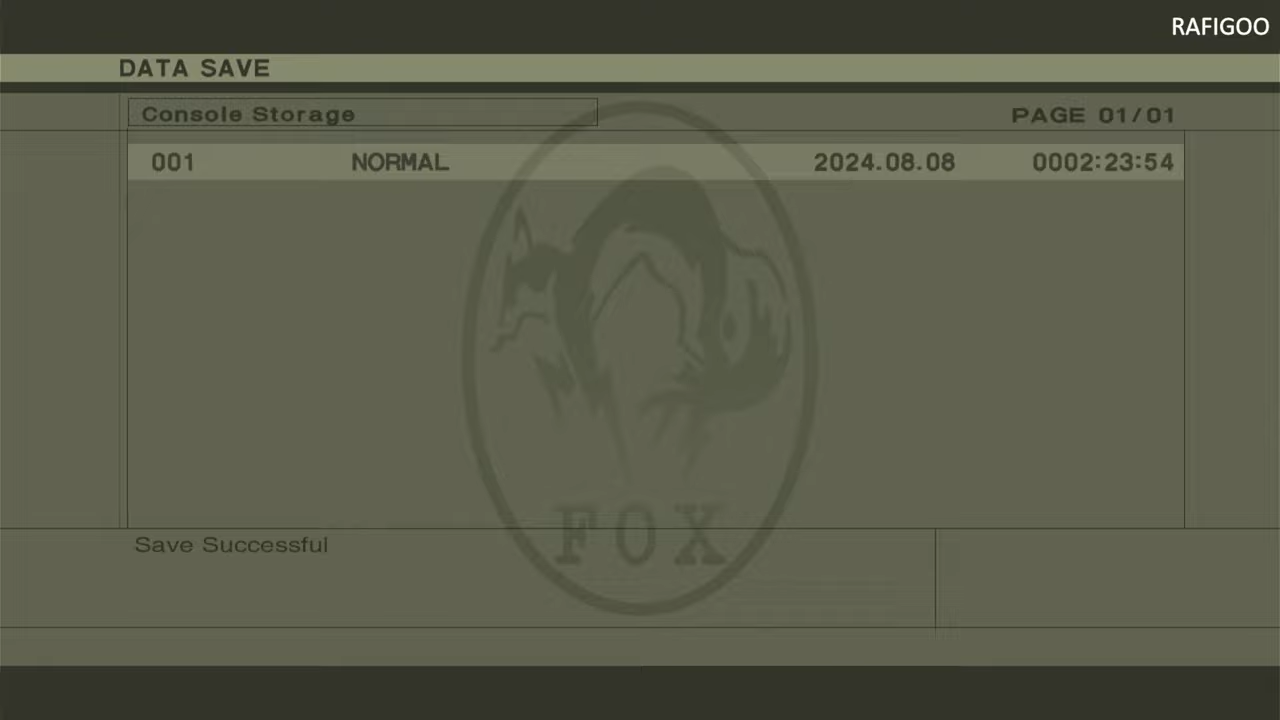 RAFIGOO
DATA SAVE
Console Storage PAGE 01/01
001 NORMAL 2024.08.08 0002:23:54
FOX
Save Successful